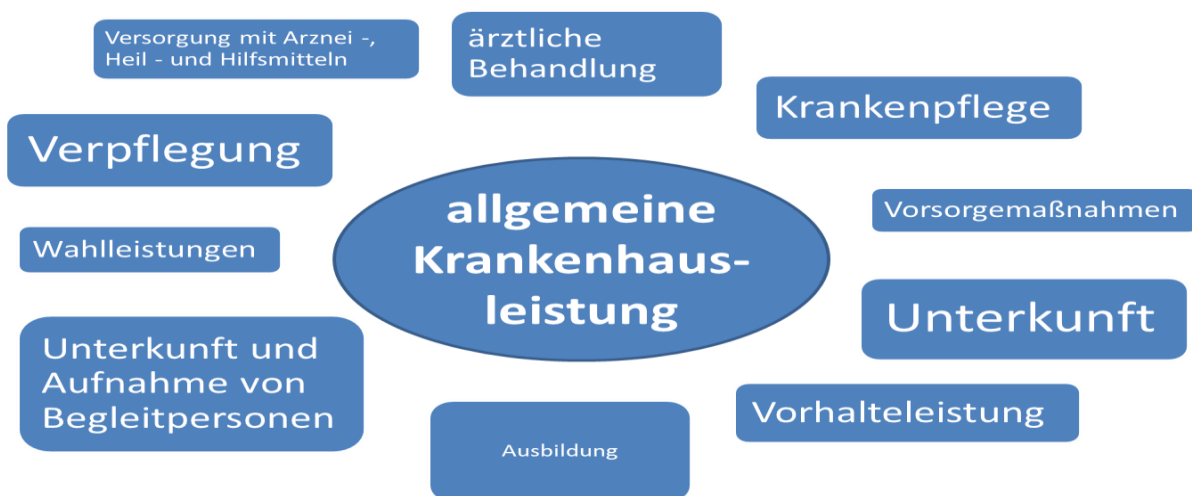 Versorgung mit Arznei -,
Heil - und Hilfsmitteln
ärztliche
Behandlung
Krankenpflege
Verpflegung
allgemeine
Krankenhaus-
leistung
Vorsorgemaßnahmen
Wahlleistungen
Unterkunft
Unterkunft und
Aufnahme von
Begleitpersonen
Vorhalteleistung
Ausbildung